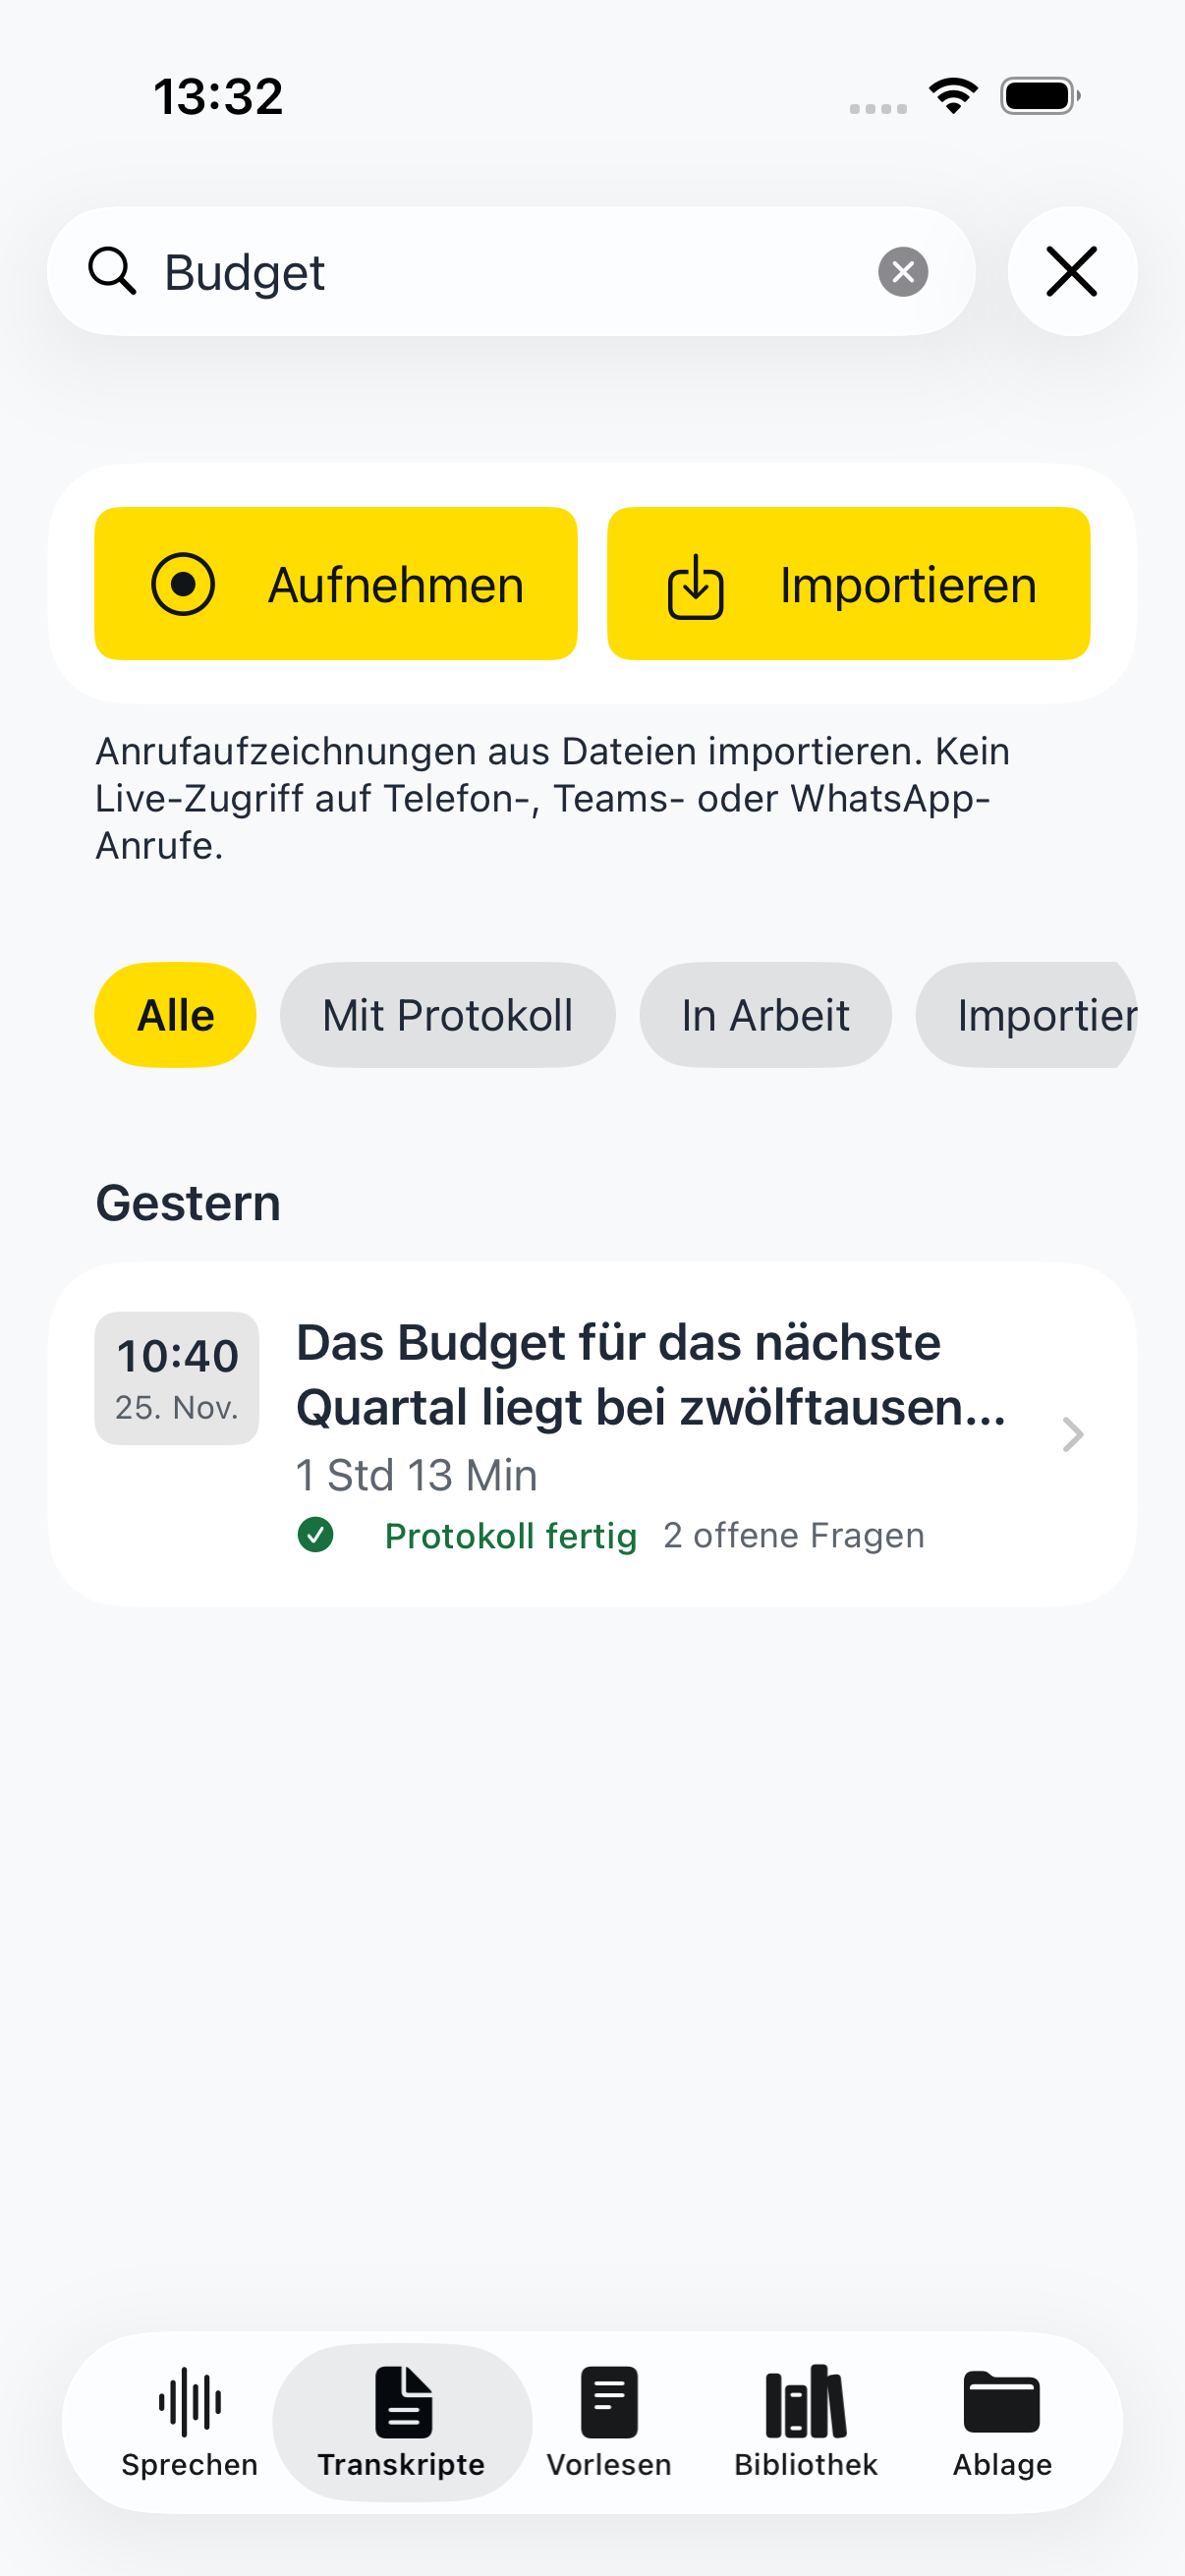 13:32
Budget
Aufnehmen
Importieren
Anrufaufzeichnungen aus Dateien importieren. Kein
Live-Zugriff auf Telefon-, Teams- oder WhatsApp-
Anrufe.
Alle
Mit Protokoll
In Arbeit
Importier
Gestern
10:40
25. Nov.
Das Budget für das nächste
Quartal liegt bei zwölftausen...
1 Std 13 Min
Protokoll fertig 2 offene Fragen
Sprechen
Transkripte
Vorlesen
Bibliothek
Ablage